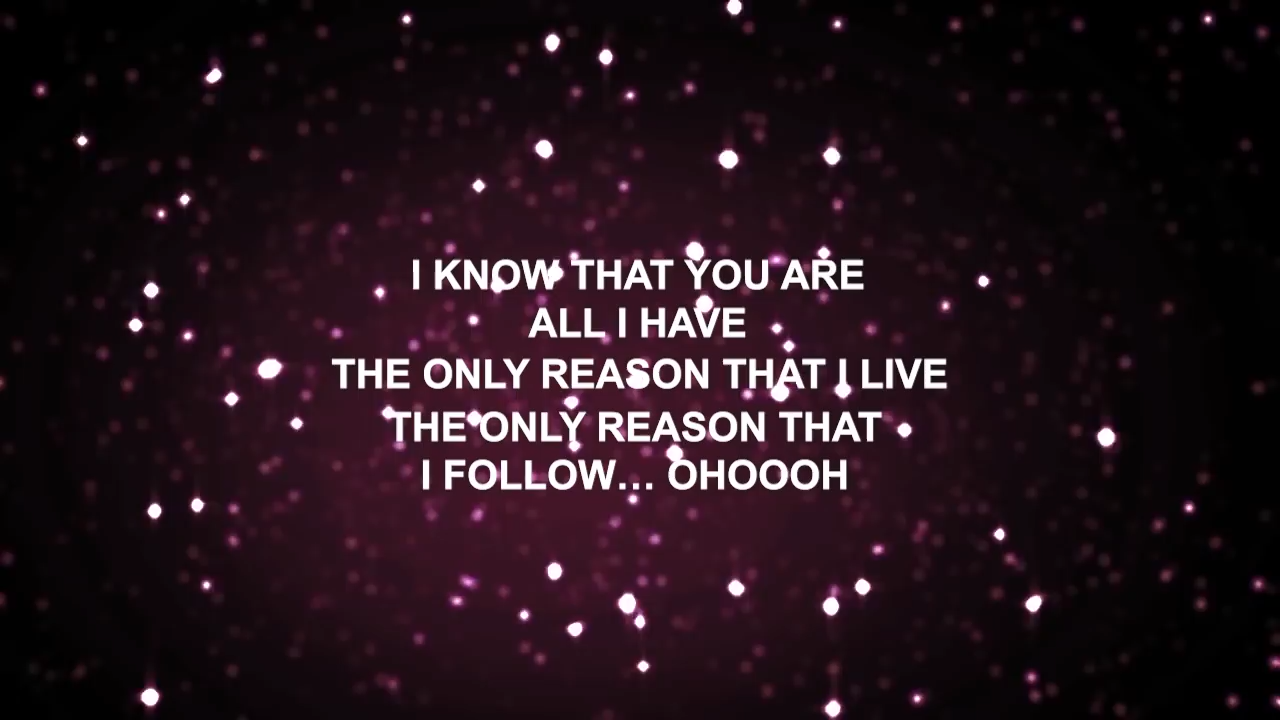 I KNOW THAT YOU ARE
ALL I HAVE
THE ONLY REASON THAT I LIVE
THE ONLY REASON THAT
I FOLLOW... OHOOOH